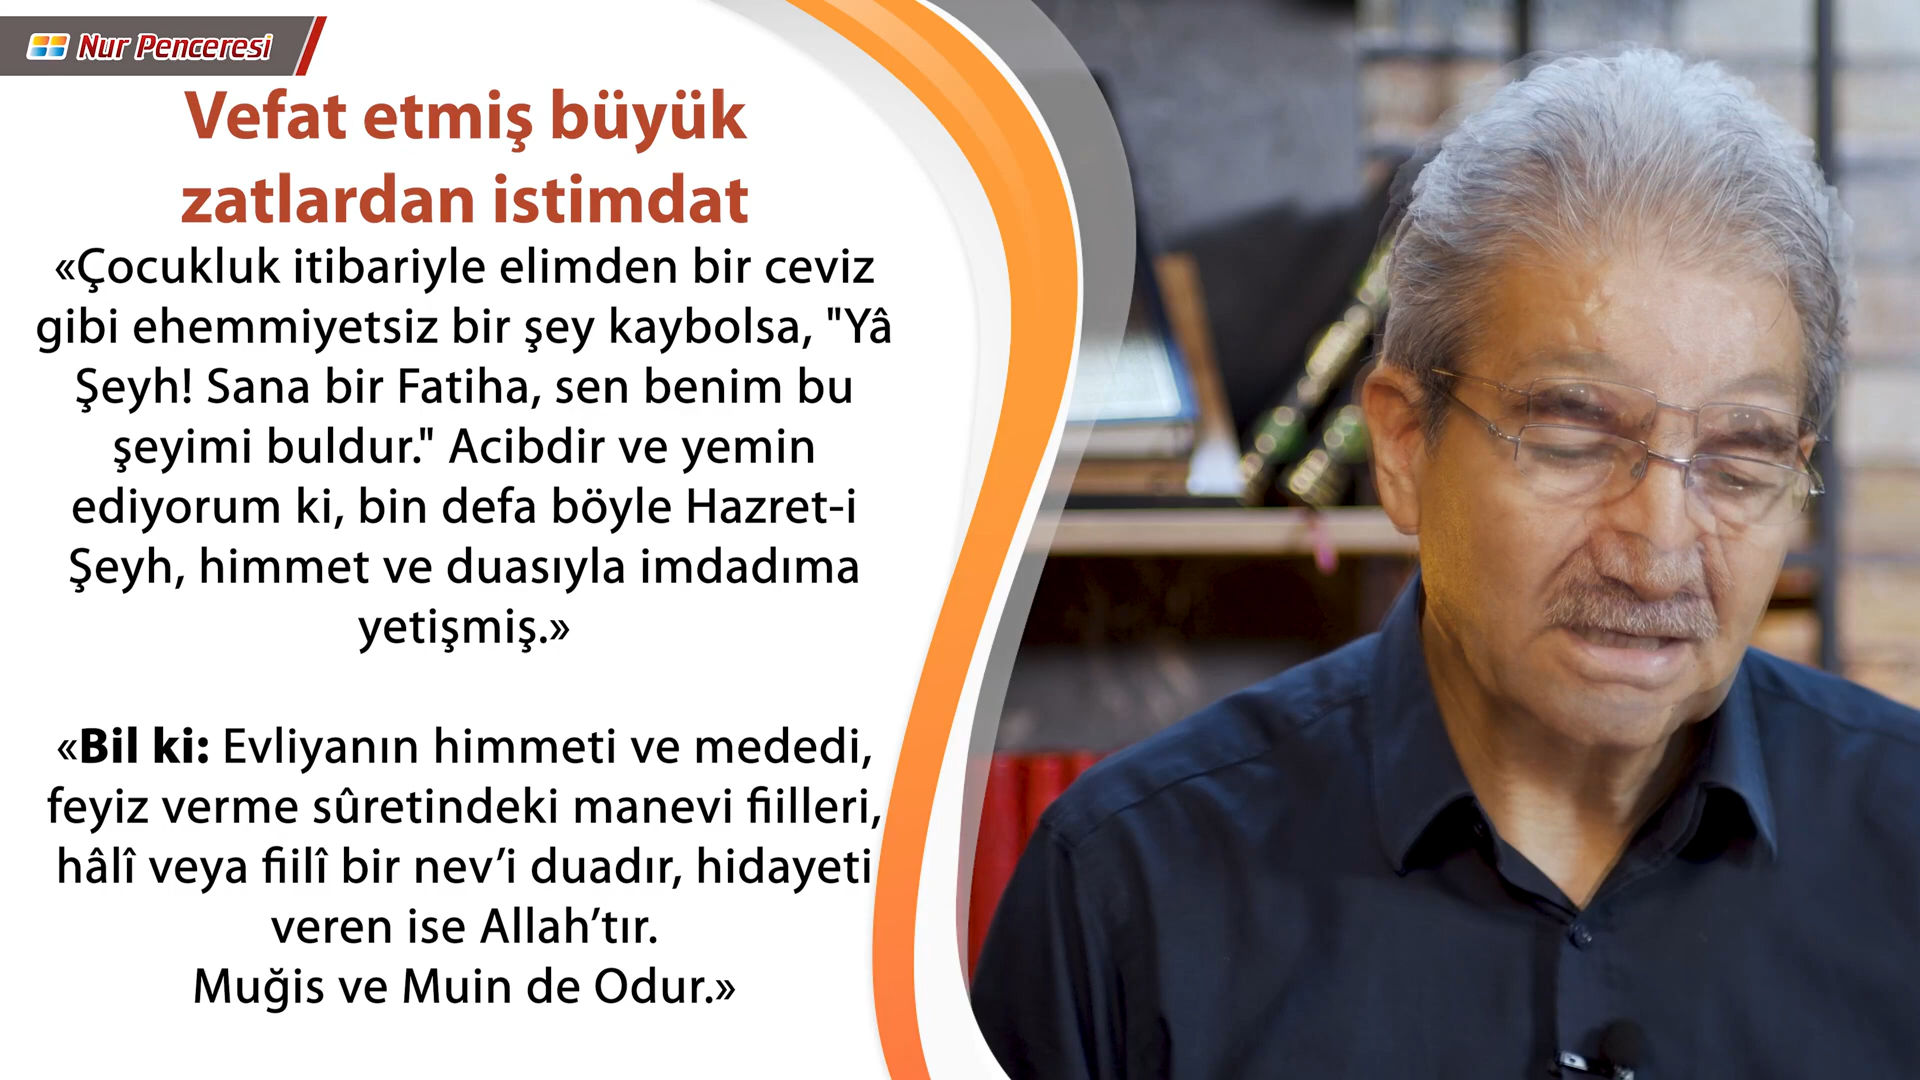 Nur Penceresi
Vefat etmiş büyük
zatlardan istimdat
«Çocukluk itibariyle elimden bir ceviz
gibi ehemmiyetsiz bir şey kaybolsa, "Yâ
Şeyh! Sana bir Fatiha, sen benim bu
şeyimi buldur." Acibdir ve yemin
ediyorum ki, bin defa böyle Hazret-i
Şeyh, himmet ve duasıyla imdadıma
yetişmiş.»
«Bil ki: Evliyanın himmeti ve mededi,
feyiz verme sûretindeki manevi fiilleri,
hâlî veya fiilî bir nev’i duadır, hidayeti
veren ise Allah’tır.
Muğis ve Muin de Odur.»